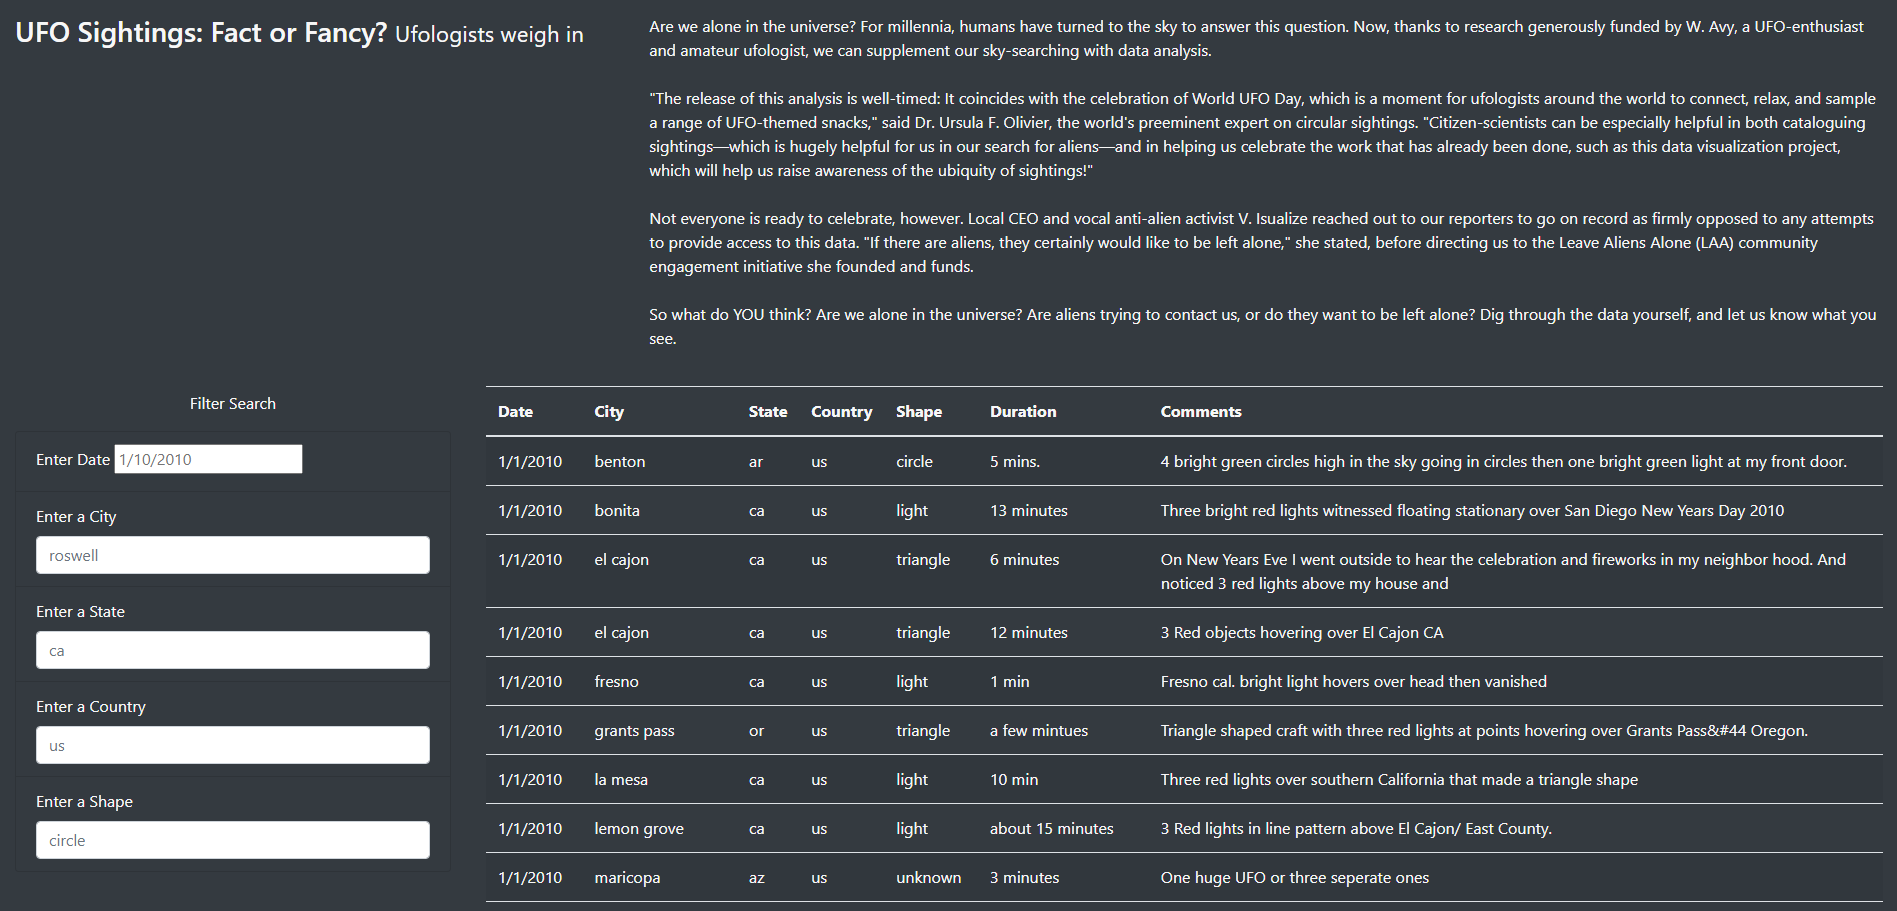 UFO Sightings: Fact or Fancy? Ufologists weigh in
Are we alone in the universe? For millennia, humans have turned to the sky to answer this question. Now, thanks to research generously funded by W. Avy, a UFO-enthusiast
and amateur ufologist, we can supplement our sky-searching with data analysis.
"The release of this analysis is well-timed: It coincides with the celebration of World UFO Day, which is a moment for ufologists around the world to connect, relax, and sample
a range of UFO-themed snacks," said Dr. Ursula F. Olivier, the world's preeminent expert on circular sightings. "Citizen-scientists can be especially helpful in both cataloguing
sightings—which is hugely helpful for us in our search for aliens—and in helping us celebrate the work that has already been done, such as this data visualization project,
which will help us raise awareness of the ubiquity of sightings!"
Not everyone is ready to celebrate, however. Local CEO and vocal anti-alien activist V. Isualize reached out to our reporters to go on record as firmly opposed to any attempts
to provide access to this data. "If there are aliens, they certainly would like to be left alone," she stated, before directing us to the Leave Aliens Alone (LAA) community
engagement initiative she founded and funds.
So what do YOU think? Are we alone in the universe? Are aliens trying to contact us, or do they want to be left alone? Dig through the data yourself, and let us know what you
see.
Filter Search
Enter Date 1/10/2010
Enter a City
roswell
Enter a State
ca
Enter a Country
us
Enter a Shape
circle
Date City State Country Shape Duration Comments
1/1/2010 benton ar us circle 5 mins. 4 bright green circles high in the sky going in circles then one bright green light at my front door.
1/1/2010 bonita ca us light 13 minutes Three bright red lights witnessed floating stationary over San Diego New Years Day 2010
1/1/2010 el cajon ca us triangle 6 minutes On New Years Eve I went outside to hear the celebration and fireworks in my neighbor hood. And
noticed 3 red lights above my house and
1/1/2010 el cajon ca us triangle 12 minutes 3 Red objects hovering over El Cajon CA
1/1/2010 fresno ca us light 1 min Fresno cal. bright light hovers over head then vanished
1/1/2010 grants pass or us triangle a few mintues Triangle shaped craft with three red lights at points hovering over Grants Pass&#44 Oregon.
1/1/2010 la mesa ca us light 10 min Three red lights over southern California that made a triangle shape
1/1/2010 lemon grove ca us light about 15 minutes 3 Red lights in line pattern above El Cajon/ East County.
1/1/2010 maricopa az us unknown 3 minutes One huge UFO or three seperate ones